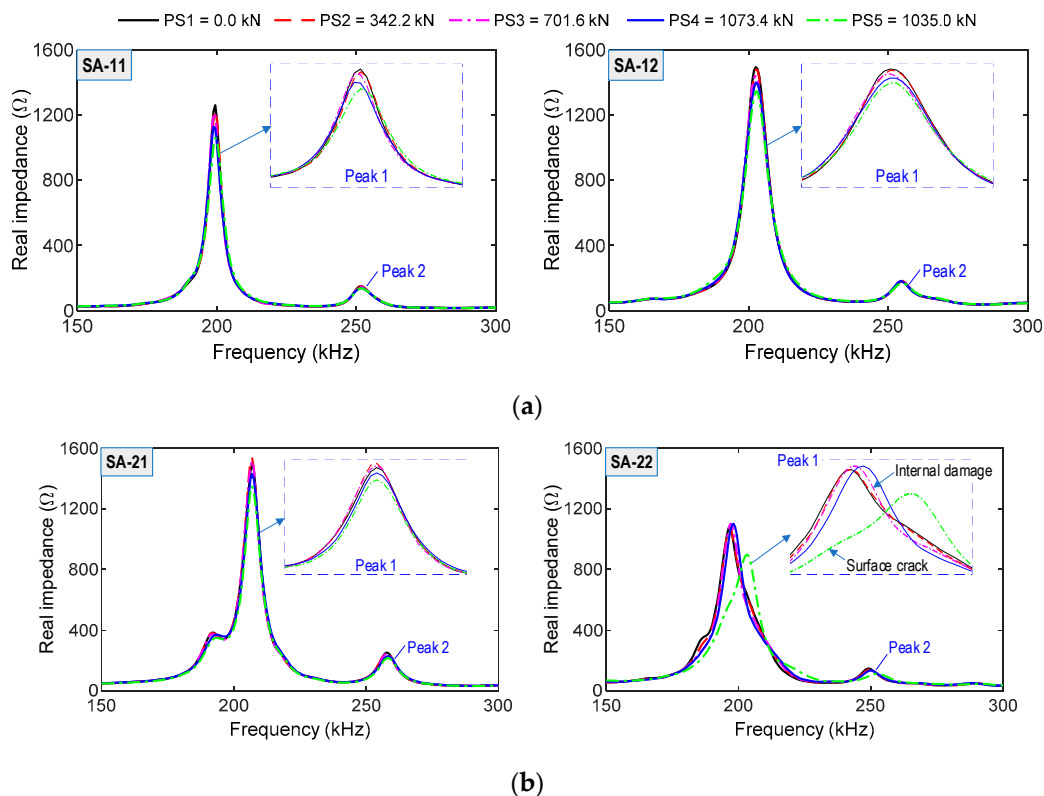 PS1 = 0.0 kN PS2 = 342.2 kN PS3 = 701.6 kN PS4 = 1073.4 kN PS5 = 1035.0 kN
SA-11
Real impedance (Ω)
1600
1200
800
400
0
Peak 1
Peak 2
150 200 250 300
Frequency (kHz)
SA-12
Real impedance (Ω)
1600
1200
800
400
0
Peak 1
Peak 2
150 200 250 300
Frequency (kHz)
(a)
SA-21
Real impedance (Ω)
1600
1200
800
400
0
Peak 1
Peak 2
150 200 250 300
Frequency (kHz)
SA-22
Real impedance (Ω)
1600
1200
800
400
0
Peak 1
Internal damage
Surface crack
Peak 2
150 200 250 300
Frequency (kHz)
(b)